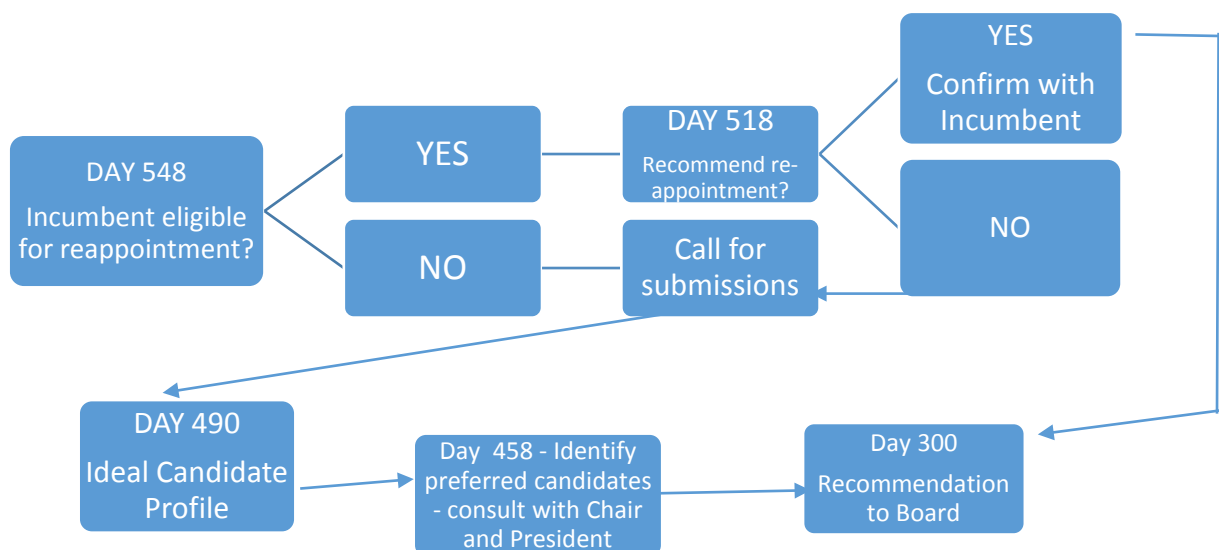 YES
Confirm with
Incumbent
YES
DAY 518
Recommend re-
appointment?
DAY 548
Incumbent eligible
for reappointment?
NO
NO
Call for
submissions
DAY 490
Ideal Candidate
Profile
Day 458 - Identify
preferred candidates
- consult with Chair
and President
Day 300
Recommendation
to Board